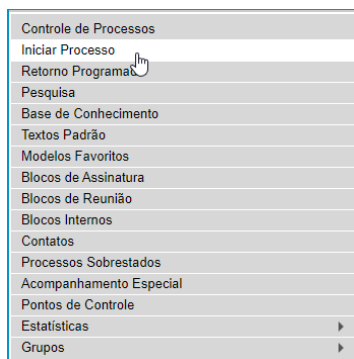 Controle de Processos
Iniciar Processo
Retorno Programado
Pesquisa
Base de Conhecimento
Textos Padrão
Modelos Favoritos
Blocos de Assinatura
Blocos de Reunião
Blocos Internos
Contatos
Processos Sobrestados
Acompanhamento Especial
Pontos de Controle
Estatísticas
Grupos